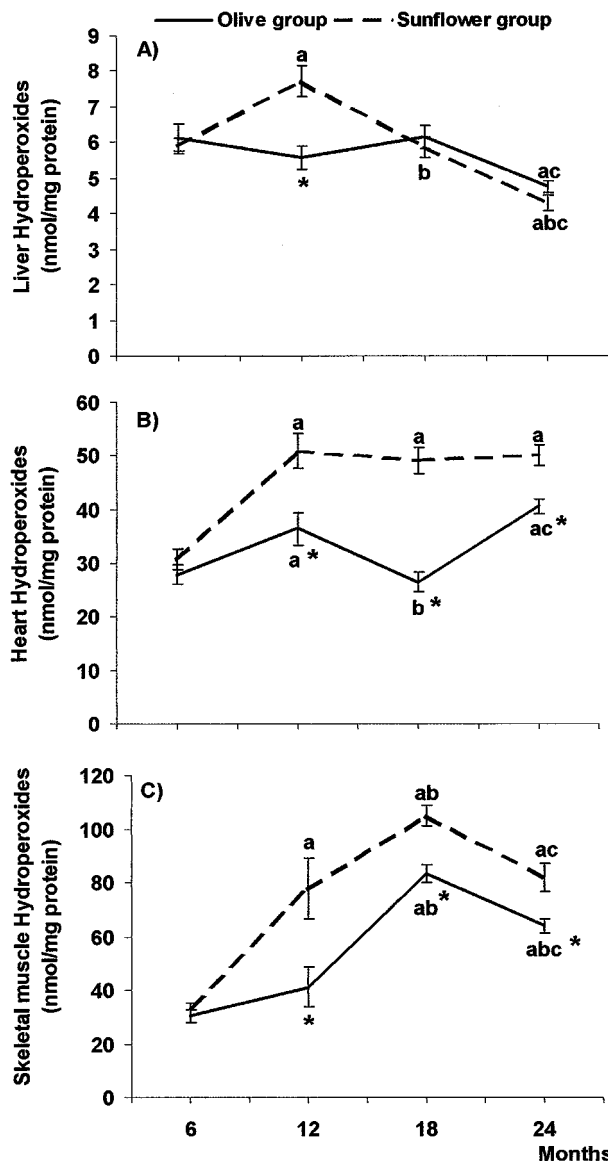 Olive group Sunflower group
A)
Liver Hydroperoxides
(nmol/mg protein)
9
8
7
6
5
4
3
2
1
0
a
*
b
ac
abc
B)
Heart Hydroperoxides
(nmol/mg protein)
60
50
40
30
20
10
0
a
a
a
a *
b *
ac *
C)
Skeletal muscle Hydroperoxides
(nmol/mg protein)
120
100
80
60
40
20
0
a
ab
ac
*
ab *
abc *
6 12 18 24
Months